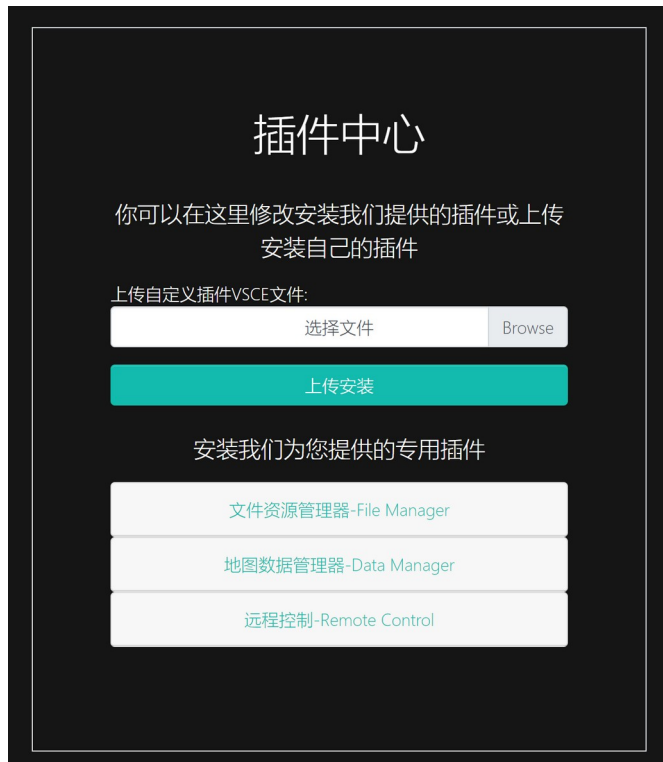 插件中心
你可以在这里修改安装我们提供的插件或上传
安装自己的插件
上传自定义插件VSCE文件:
选择文件
Browse
上传安装
安装我们为您提供的专用插件
文件资源管理器-File Manager
地图数据管理器-Data Manager
远程控制-Remote Control